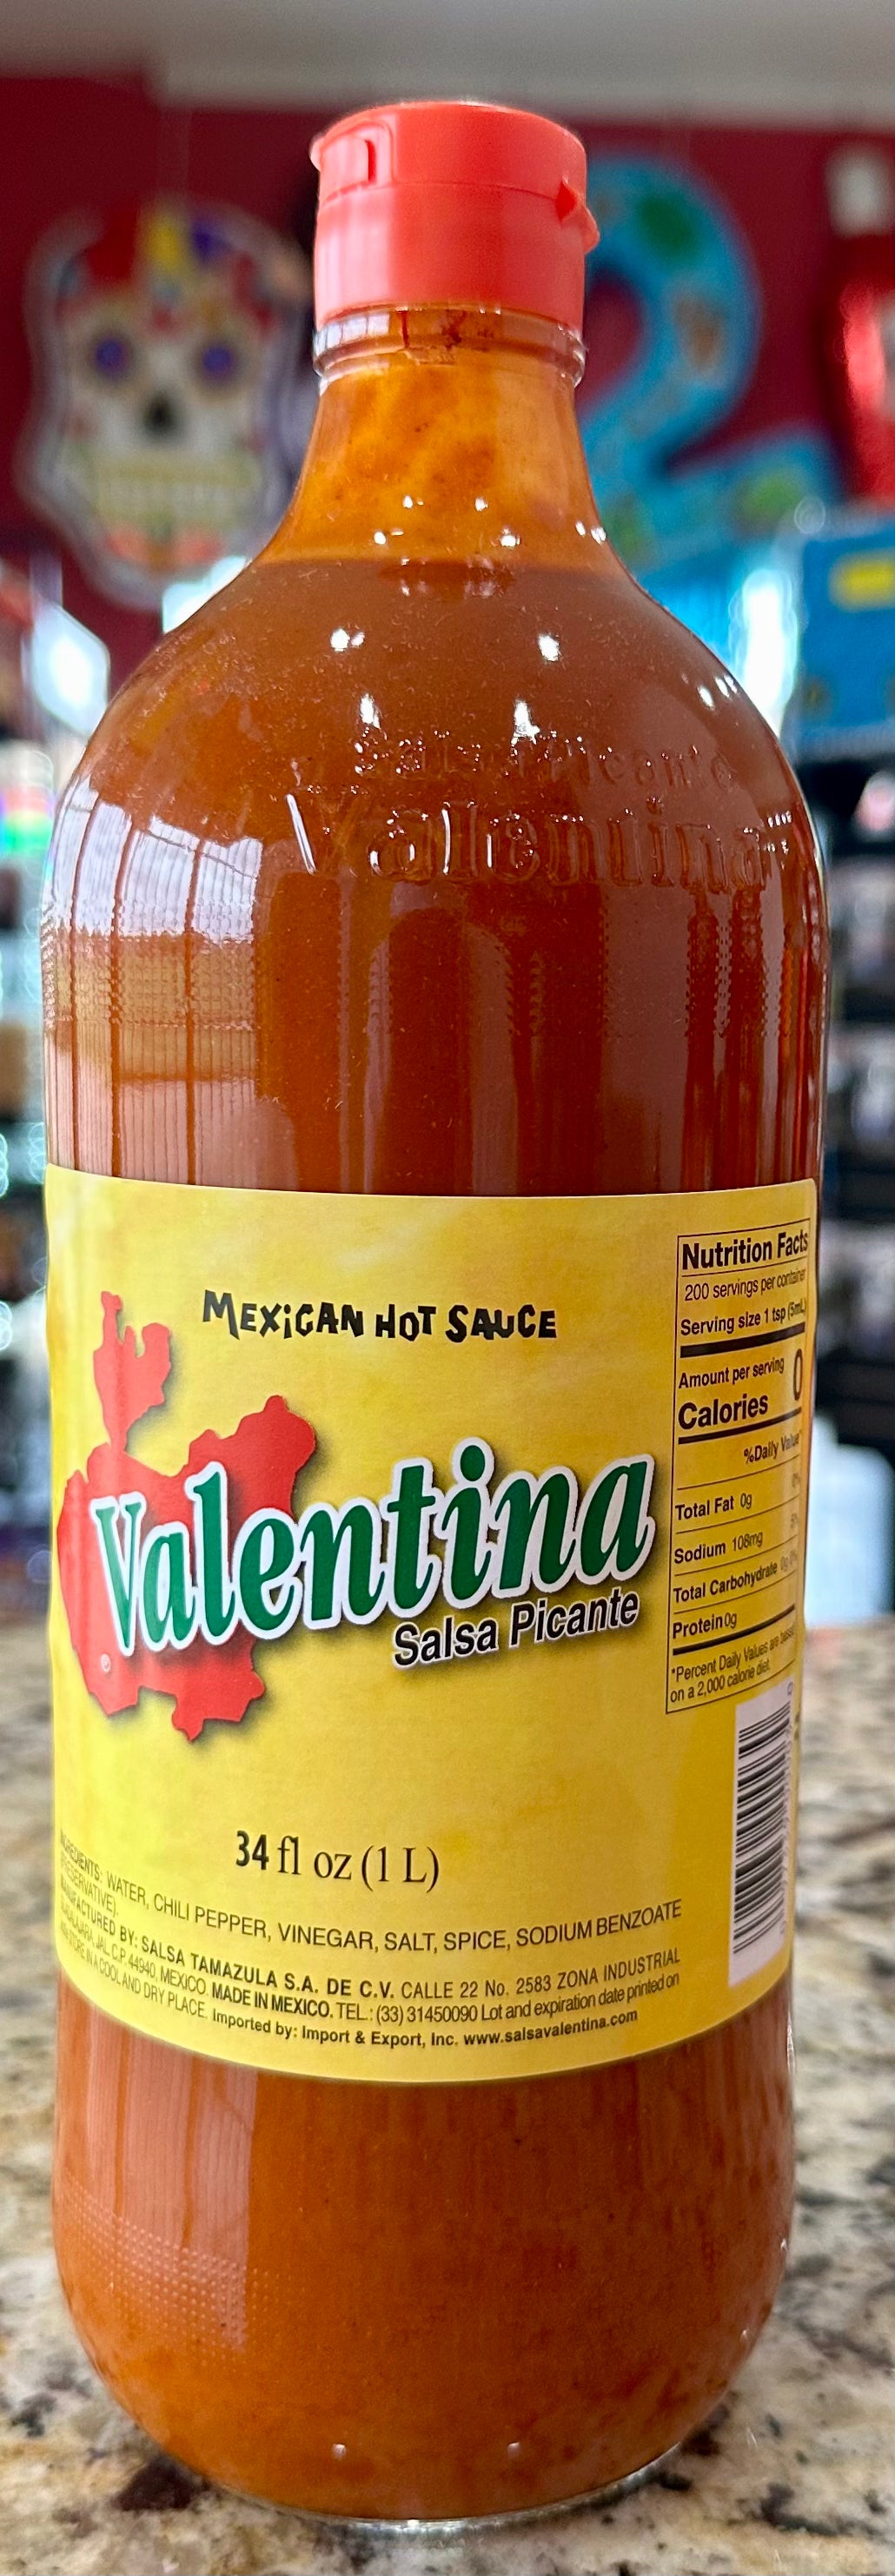 Salsa Picante
Valentina
MEXiCAN HOT SAUCE
Valentina
®
Salsa Picante
34 fl oz (1 L)
INGREDIENTS: WATER, CHILI PEPPER, VINEGAR, SALT, SPICE, SODIUM BENZOATE
(PRESERVATIVE).
MANUFACTURED BY: SALSA TAMAZULA S.A. DE C.V. CALLE 22 No. 2583 ZONA INDUSTRIAL
GUADALAJARA, JAL. C.P. 44940, MEXICO. MADE IN MEXICO. TEL.: (33) 31450090 Lot and expiration date printed on
STORE IN A COOL AND DRY PLACE. Imported by: Import & Export, Inc. www.salsavalentina.com
Nutrition Facts
200 servings per container
Serving size 1 tsp (5mL)
Amount per serving
Calories 0
%Daily Value*
Total Fat 0g
Sodium 108mg
Total Carbohydrate 0g
Protein 0g
*Percent Daily Values are based
on a 2,000 calorie diet.
2